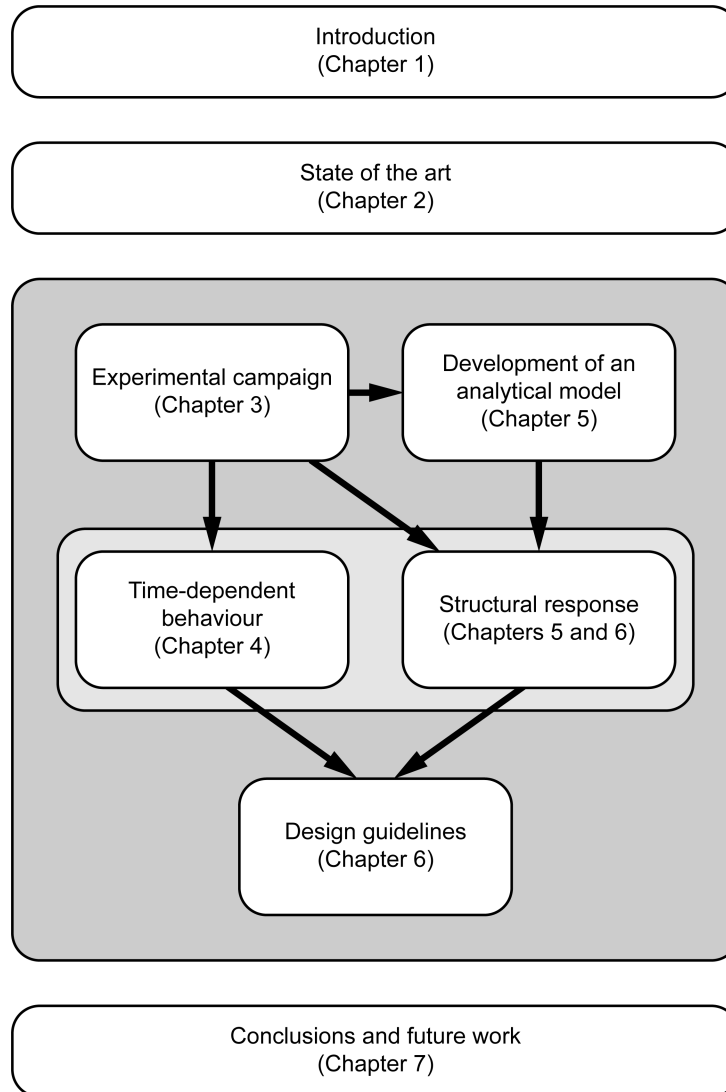 Introduction
(Chapter 1)
State of the art
(Chapter 2)
Experimental campaign
(Chapter 3)
Development of an
analytical model
(Chapter 5)
Time-dependent
behaviour
(Chapter 4)
Structural response
(Chapters 5 and 6)
Design guidelines
(Chapter 6)
Conclusions and future work
(Chapter 7)